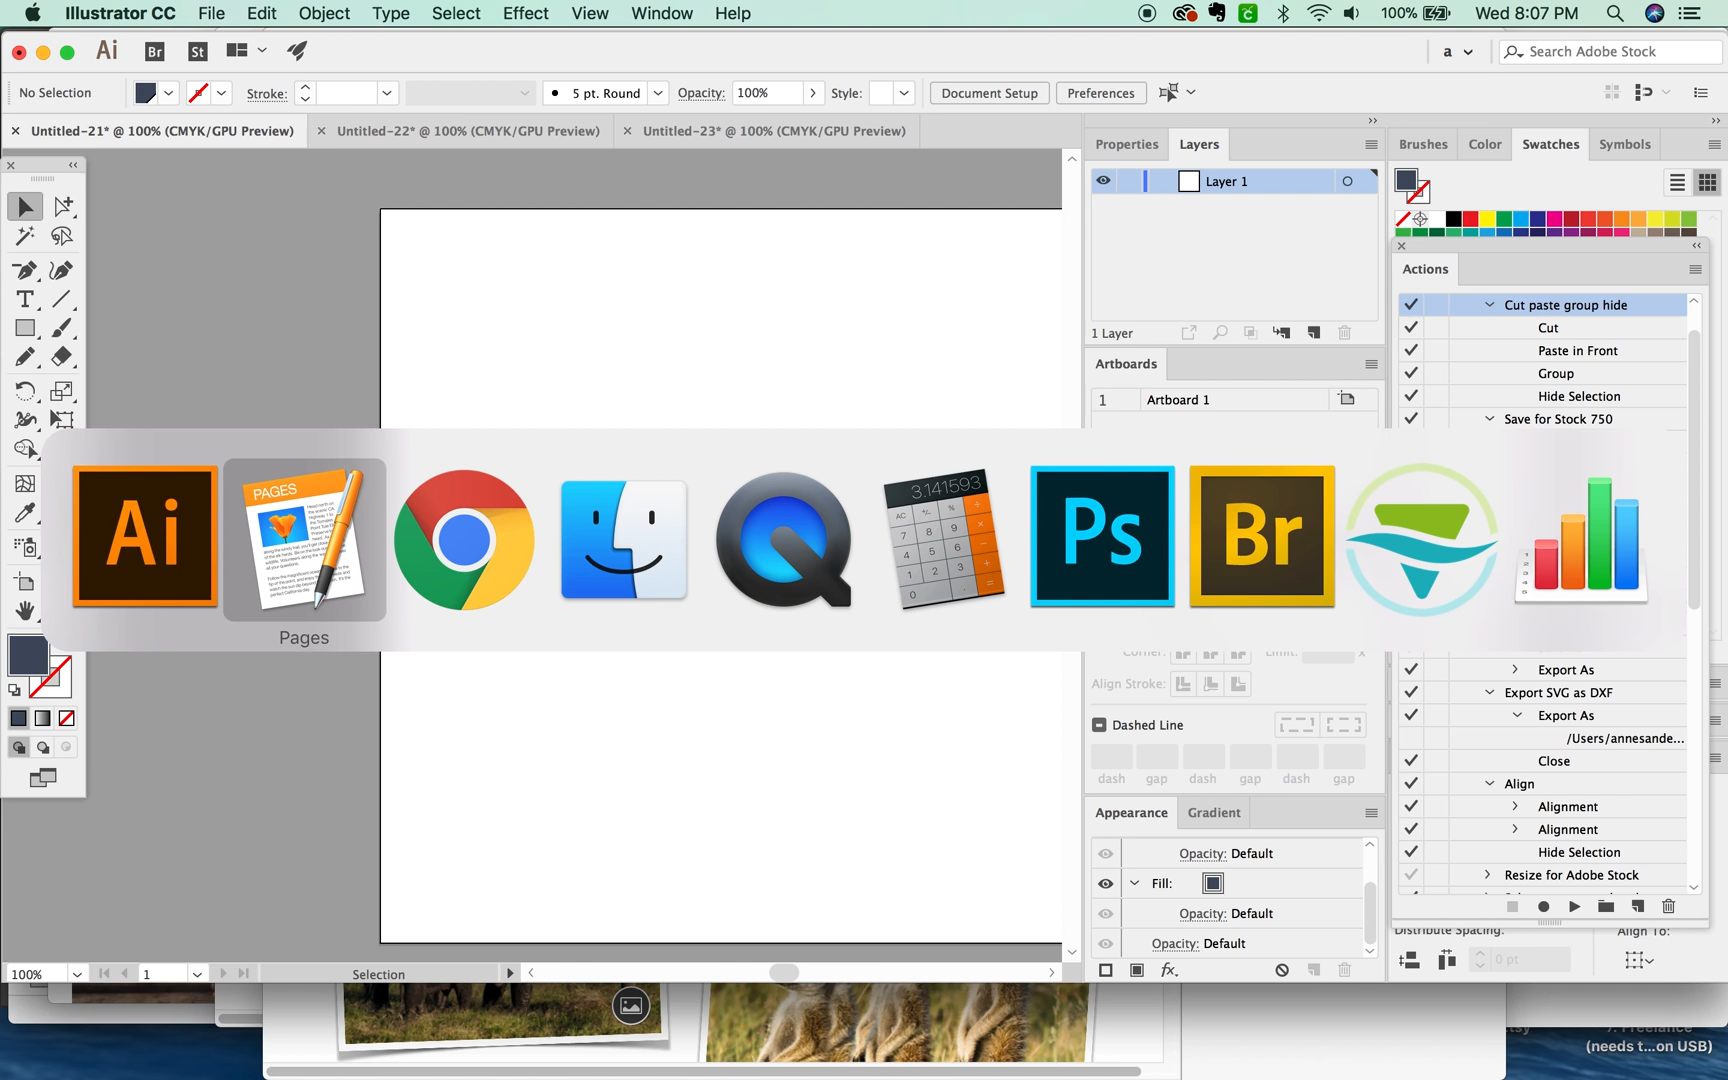 Illustrator CC File Edit Object Type Select Effect View Window Help 100% Wed 8:07 PM
Ai Br St a Search Adobe Stock
No Selection Stroke: 5 pt. Round Opacity: 100% Style: Document Setup Preferences
Untitled-21* @ 100% (CMYK/GPU Preview) Untitled-22* @ 100% (CMYK/GPU Preview) Untitled-23* @ 100% (CMYK/GPU Preview)
Properties Layers Brushes Color Swatches Symbols
Layer 1
Actions
Cut paste group hide
Cut
1 Layer
Paste in Front
Artboards
Group
1 Artboard 1
Hide Selection
Save for Stock 750
PAGES
3.141593
Ai Ps Br
Pages
Corner: Limit: x
Export As
Align Stroke:
Export SVG as DXF
Export As
Dashed Line
/Users/annesande...
Close
dash gap dash gap dash gap
Align
Appearance Gradient
Alignment
Alignment
Opacity: Default
Hide Selection
Fill:
Resize for Adobe Stock
Opacity: Default
Opacity: Default
Distribute Spacing: Align To:
0 pt
100% 1 Selection
fx
7. Freelance
(needs t...on USB)